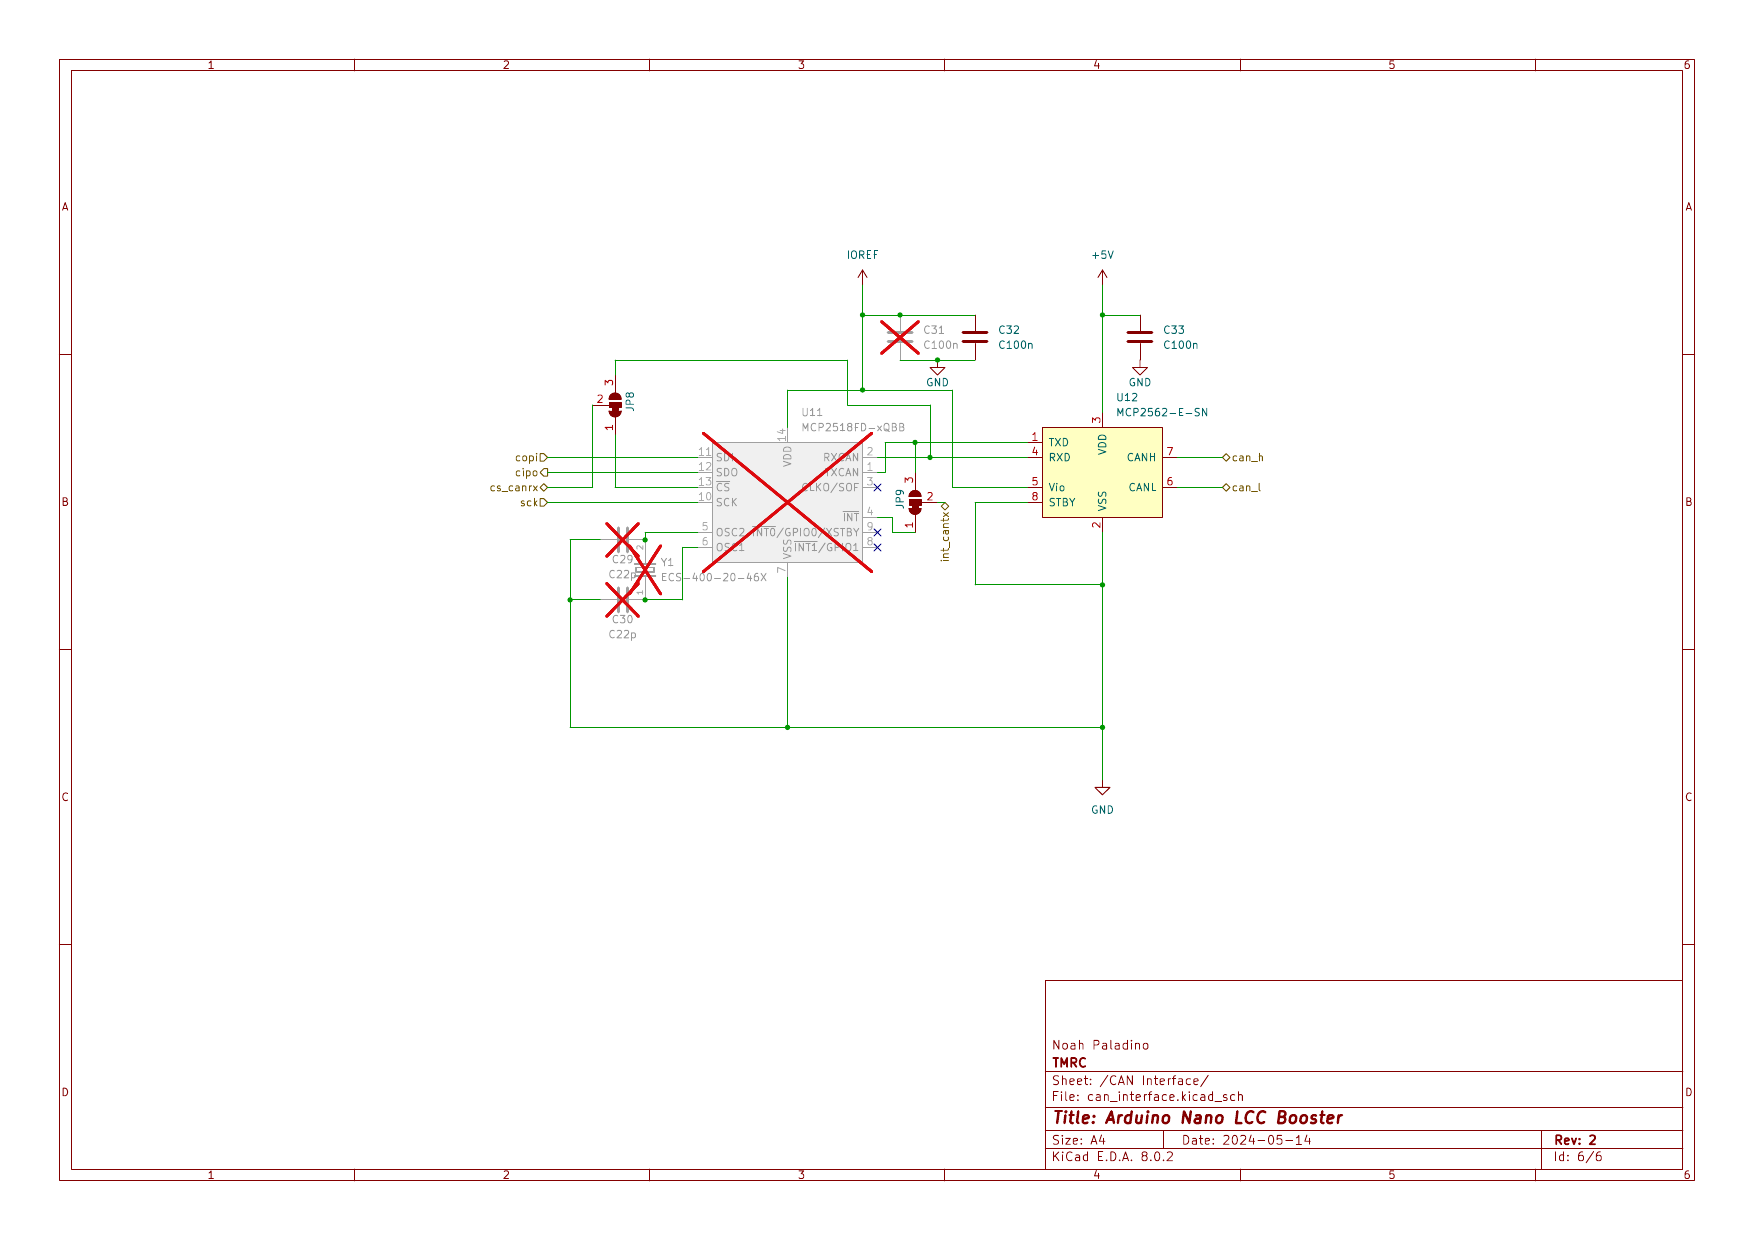 1 2 3 4 5 6
A A
IOREF +5V
C31 C32 C33
C100n C100n C100n
GND GND
3 2 1 JP8
U11
MCP2518FD-xQBB
U12
MCP2562-E-SN
14 VDD
3 VDD
copi 11 SDI RXCAN 2
cipo 12 SDO TXCAN 1
cs_canrx 13 CS CLKO/SOF 3
sck 10 SCK
INT 4
5 OSC2 INT0/GPIO0/XSTBY 9
6 OSC1 INT1/GPIO1 8
VSS 7
JP9 3 2 1
int_cantx
1 TXD
4 RXD CANH 7 can_h
5 Vio CANL 6 can_l
8 STBY
VSS 2
B B
C29
C22p
2 1
Y1
ECS-400-20-46X
C30
C22p
C C
GND
Noah Paladino
TMRC
Sheet: /CAN Interface/
File: can_interface.kicad_sch
D D
Title: Arduino Nano LCC Booster
Size: A4 Date: 2024-05-14 Rev: 2
KiCad E.D.A. 8.0.2 Id: 6/6
1 2 3 4 5 6